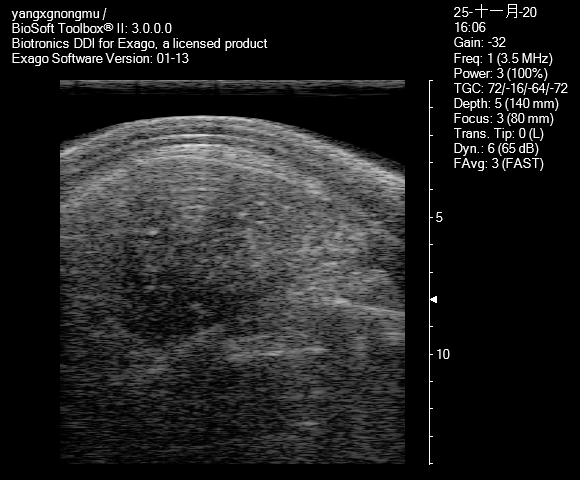 yangxgnongmu /
BioSoft Toolbox® II: 3.0.0.0
Biotronics DDI for Exago, a licensed product
Exago Software Version: 01-13
25-十一月-20
16:06
Gain: -32
Freq: 1 (3.5 MHz)
Power: 3 (100%)
TGC: 72/-16/-64/-72
Depth: 5 (140 mm)
Focus: 3 (80 mm)
Trans. Tip: 0 (L)
Dyn.: 6 (65 dB)
FAvg: 3 (FAST)
5
10